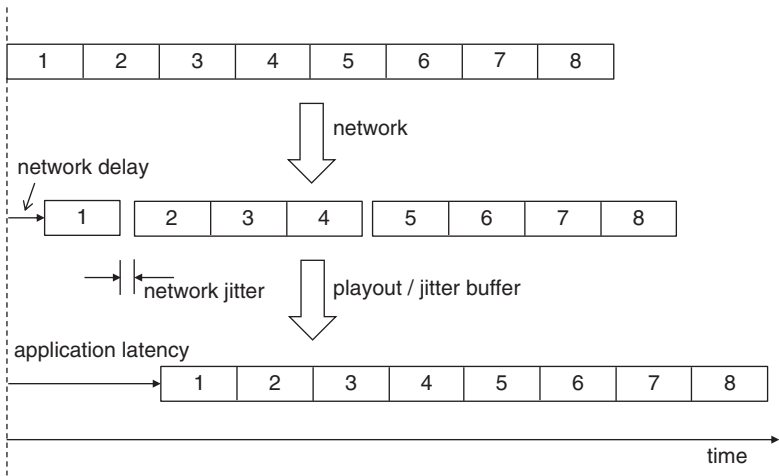 1 2 3 4 5 6 7 8
network
network delay
1 2 3 4 5 6 7 8
network jitter
playout / jitter buffer
application latency
1 2 3 4 5 6 7 8
time